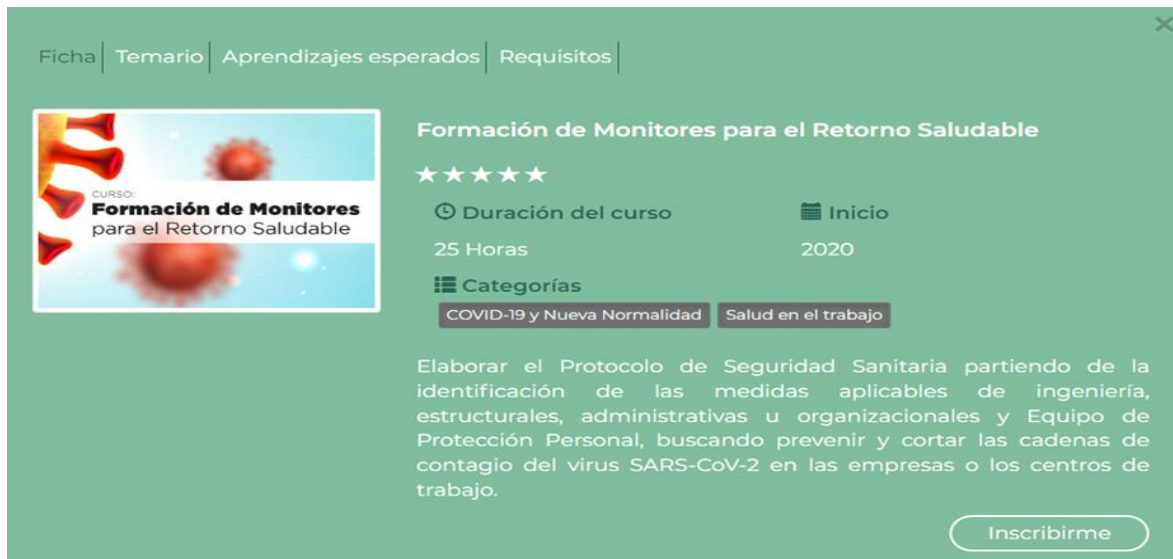 Ficha Temario Aprendizajes esperados Requisitos
CURSO:
Formación de Monitores
para el Retorno Saludable
Formación de Monitores para el Retorno Saludable
Duración del curso Inicio
25 Horas 2020
Categorías
COVID-19 y Nueva Normalidad Salud en el trabajo
Elaborar el Protocolo de Seguridad Sanitaria partiendo de la
identificación de las medidas aplicables de ingeniería,
estructurales, administrativas u organizacionales y Equipo de
Protección Personal, buscando prevenir y cortar las cadenas de
contagio del virus SARS-CoV-2 en las empresas o los centros de
trabajo.
Inscribirme